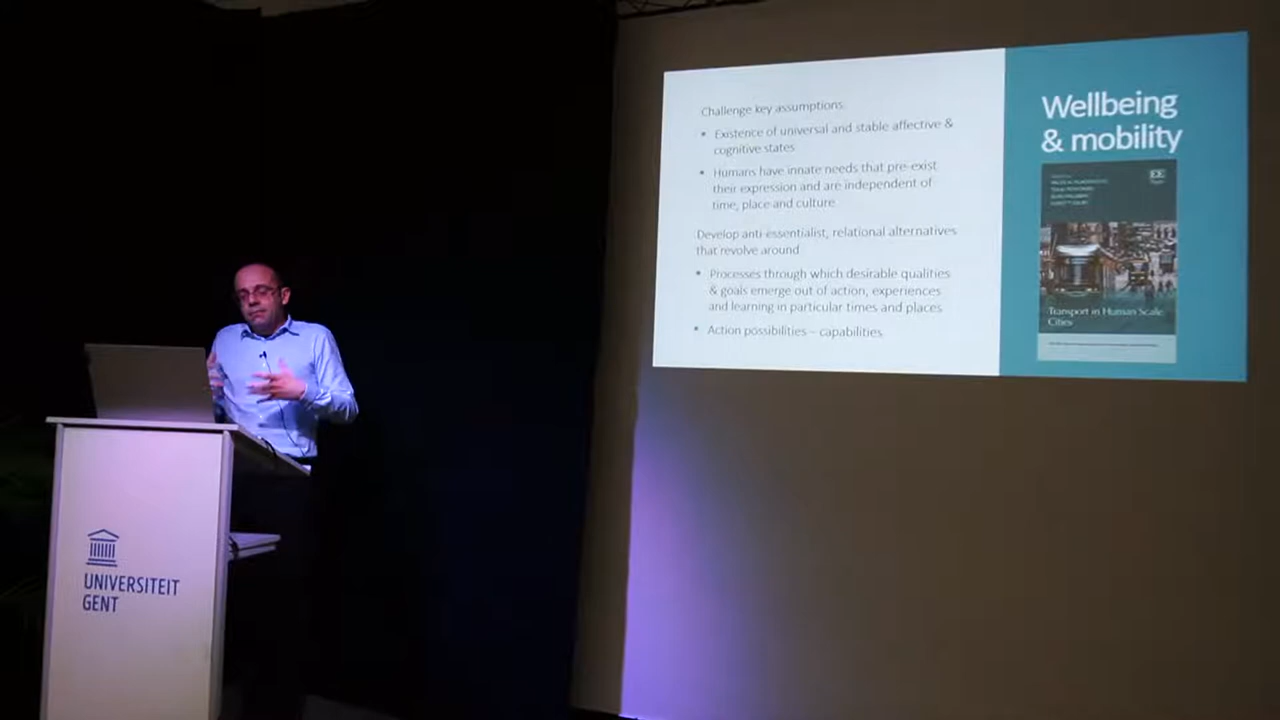 Challenge key assumptions
• Existence of universal and stable affective &
cognitive states
• Humans have innate needs that pre-exist
their expression and are independent of
time, place and culture
Develop anti essentialist, relational alternatives
that revolve around
• Processes through which desirable qualities
& goals emerge out of action, experiences
and learning in particular times and places
• Action possibilities – capabilities
Wellbeing
& mobility
EE
Transport in Human Scale
Cities
UNIVERSITEIT
GENT